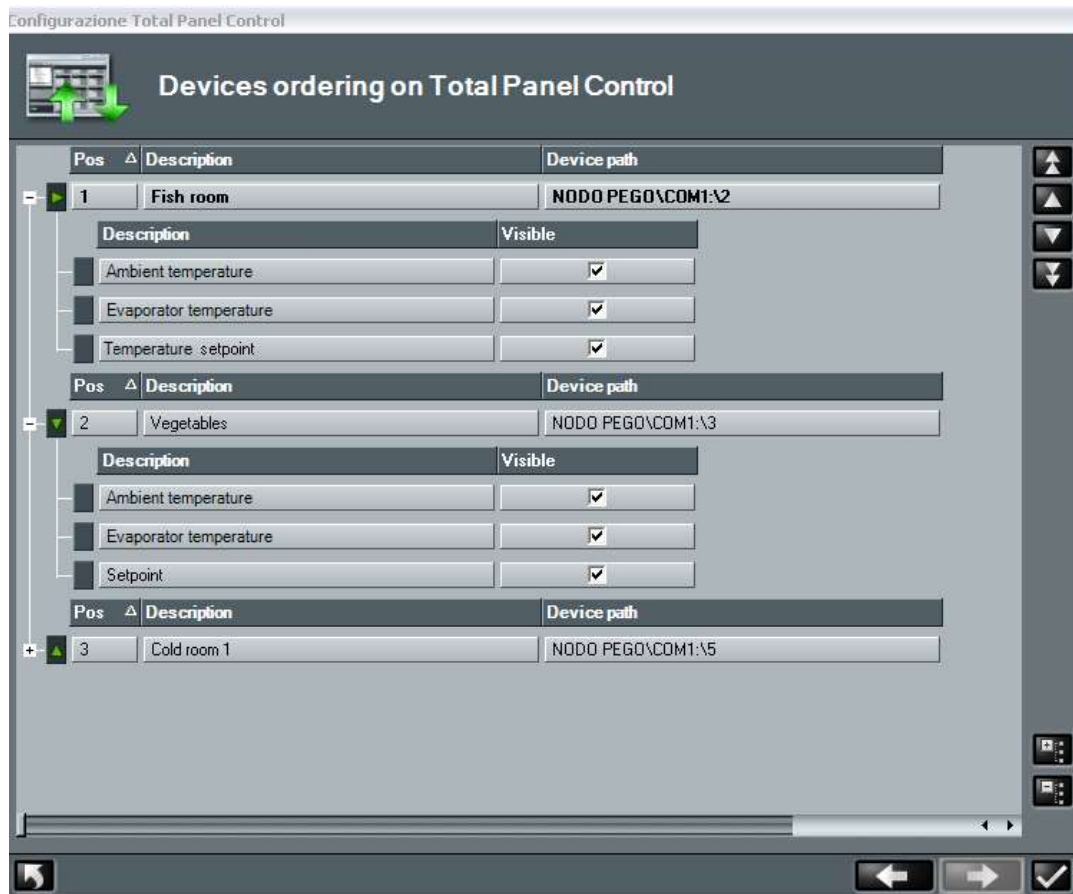 Configurazione Total Panel Control
Devices ordering on Total Panel Control
Pos Description Device path
1 Fish room NODO PEGO\COM1:\2
Description Visible
Ambient temperature
Evaporator temperature
Temperature setpoint
Pos Description Device path
2 Vegetables NODO PEGO\COM1:\3
Description Visible
Ambient temperature
Evaporator temperature
Setpoint
Pos Description Device path
3 Cold room 1 NODO PEGO\COM1:\5